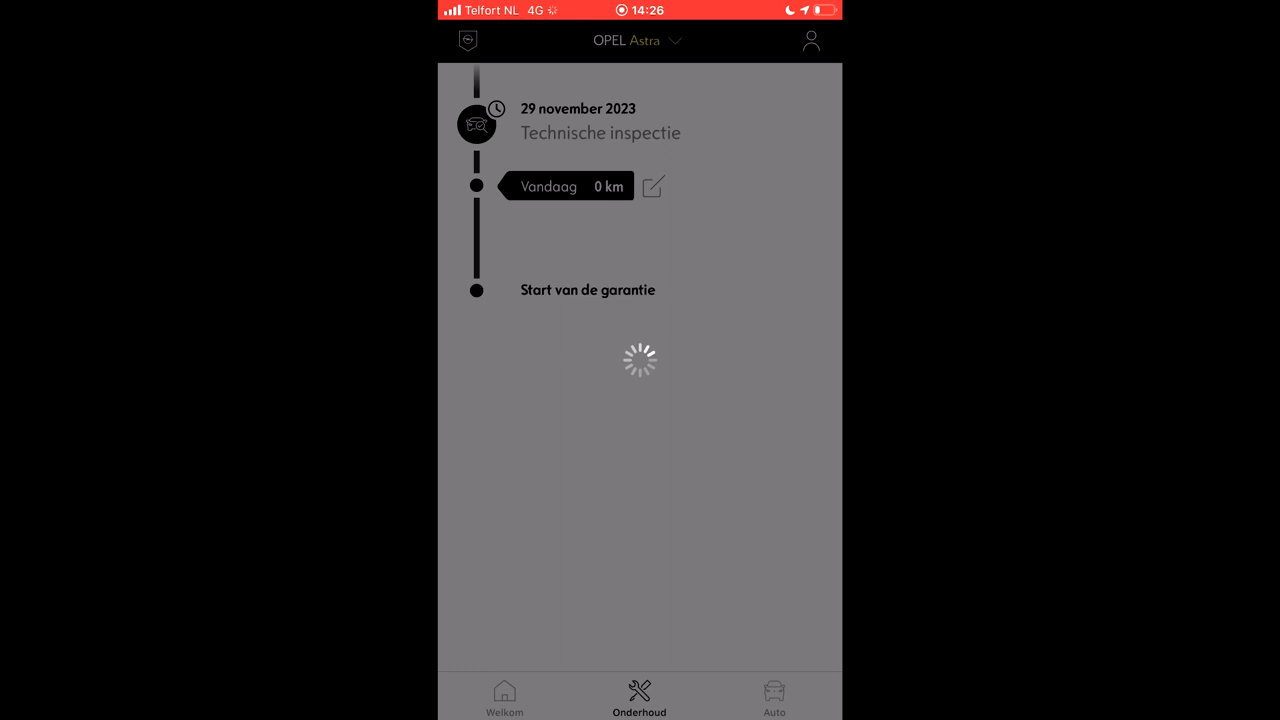 Telfort NL 4G 14:26
OPEL Astra
29 november 2023
Technische inspectie
Vandaag 0 km
Start van de garantie
Welkom Onderhoud Auto